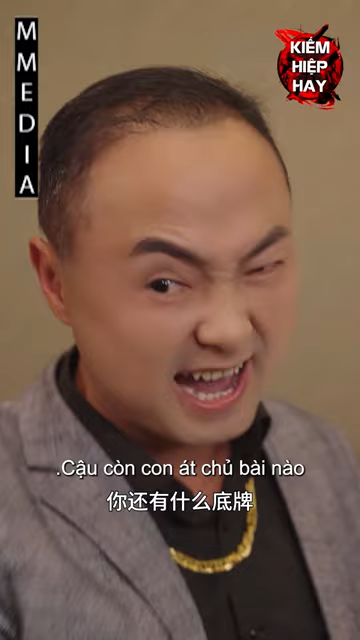 MMEDIA
KIẾM
HIỆP
HAY
.Cậu còn con át chủ bài nào
你还有什么底牌